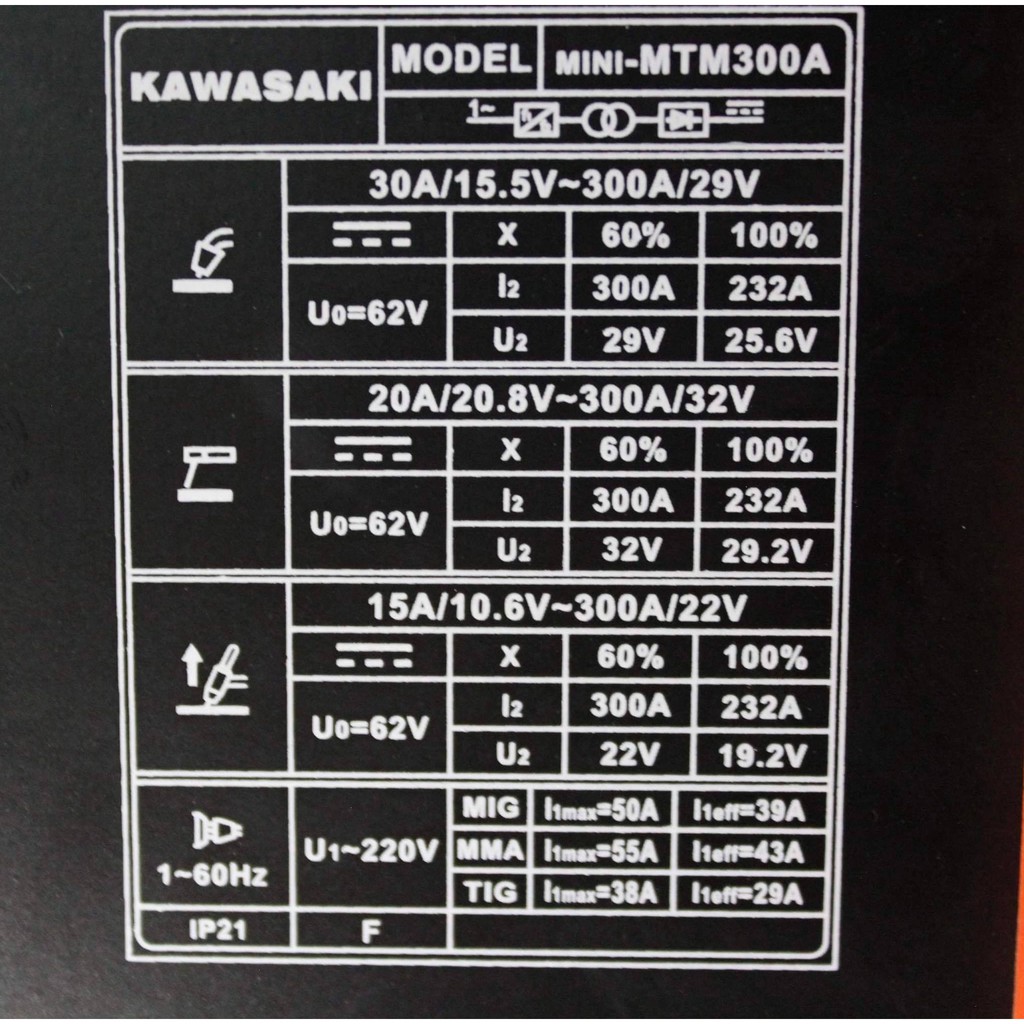 KAWASAKI MODEL MINI-MTM300A
1~
30A/15.5V~300A/29V
X 60% 100%
U0=62V
I2 300A 232A
U2 29V 25.6V
20A/20.8V~300A/32V
X 60% 100%
U0=62V
I2 300A 232A
U2 32V 29.2V
15A/10.6V~300A/22V
X 60% 100%
U0=62V
I2 300A 232A
U2 22V 19.2V
1~60Hz
U1~220V
MIG I1max=50A I1eff=39A
MMA I1max=55A I1eff=43A
TIG I1max=38A I1eff=29A
IP21 F